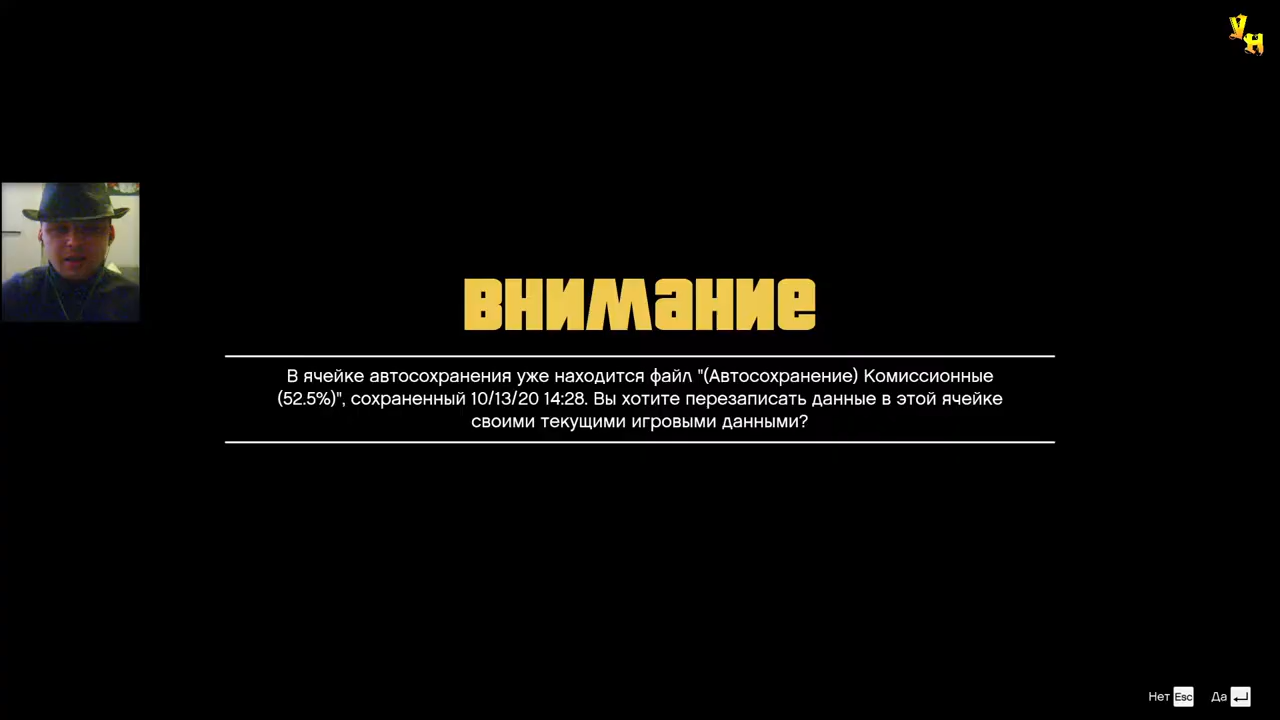 УН
внимание
В ячейке автосохранения уже находится файл "(Автосохранение) Комиссионные
(52.5%)", сохраненный 10/13/20 14:28. Вы хотите перезаписать данные в этой ячейке
своими текущими игровыми данными?
Нет Esc Да